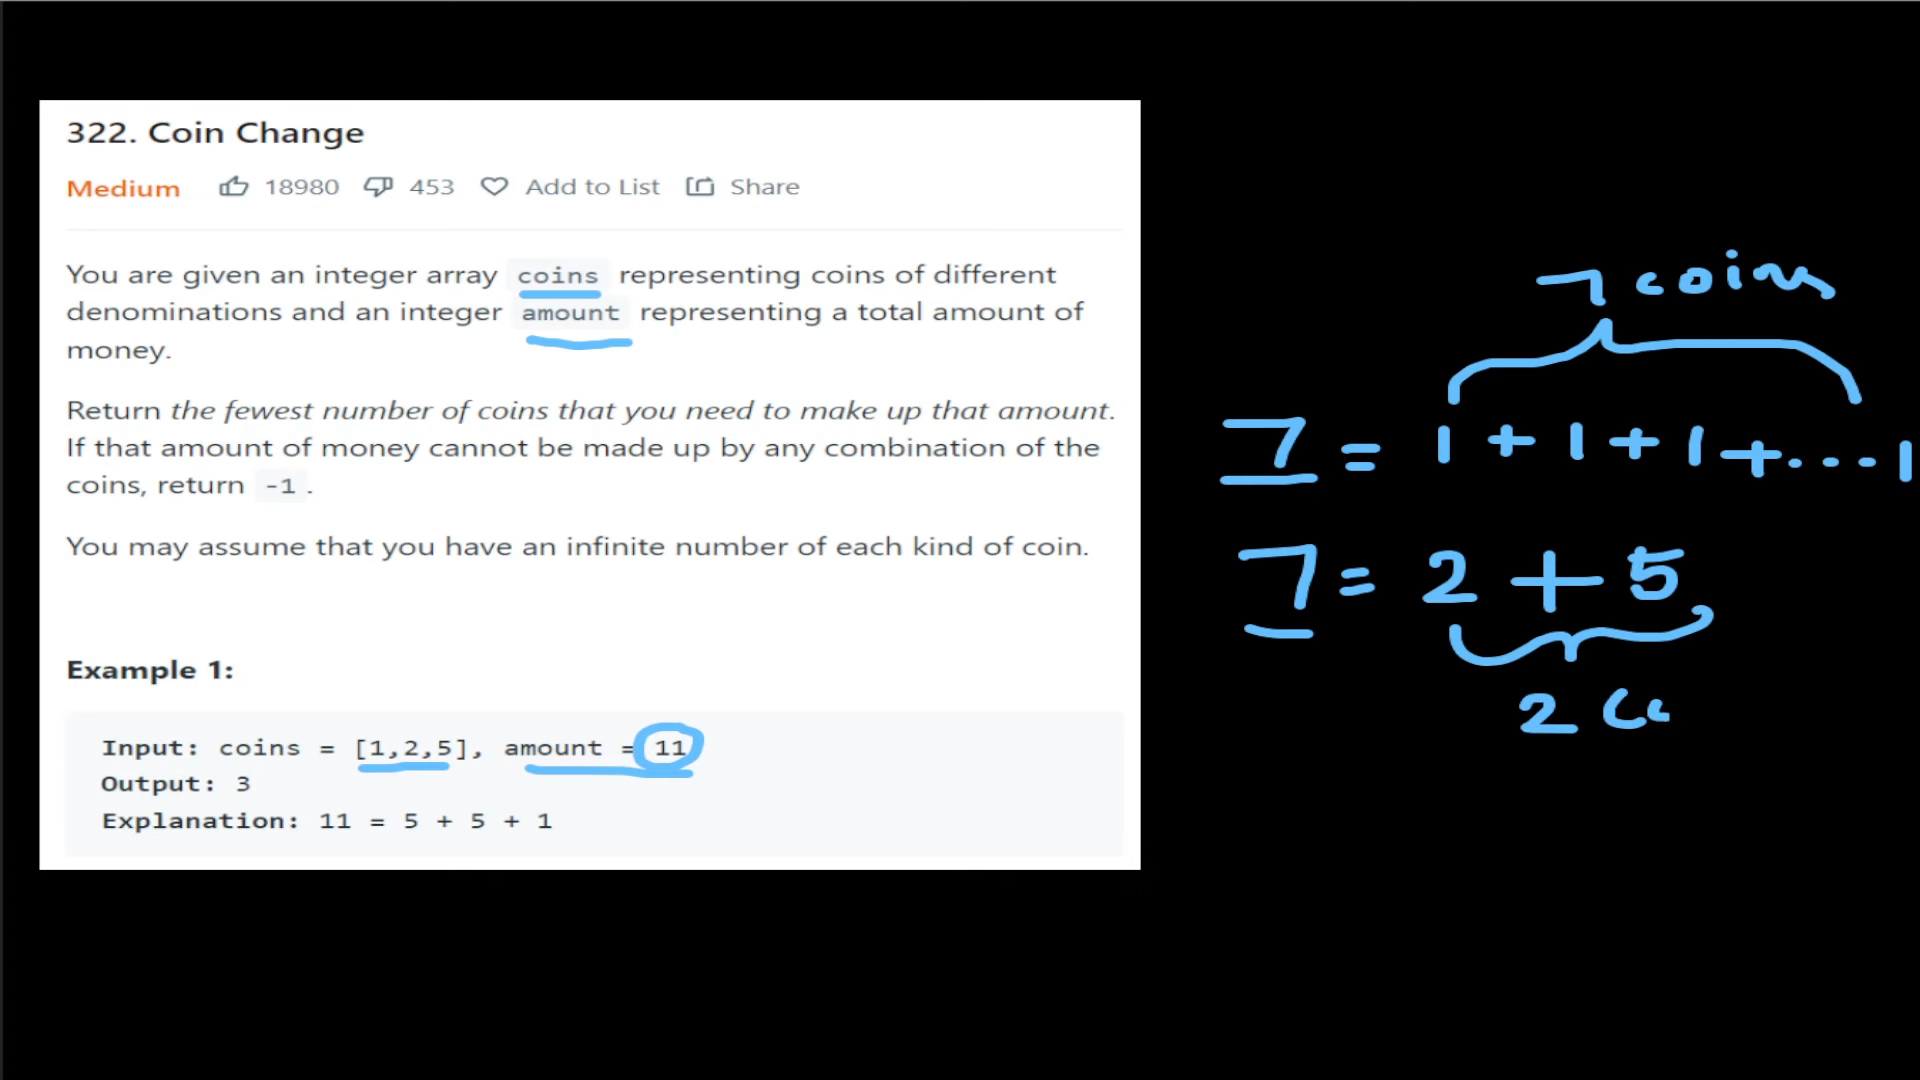 322. Coin Change
Medium 18980 453 Add to List Share
You are given an integer array coins representing coins of different
denominations and an integer amount representing a total amount of
money.
Return the fewest number of coins that you need to make up that amount.
If that amount of money cannot be made up by any combination of the
coins, return -1.
You may assume that you have an infinite number of each kind of coin.
Example 1:
Input: coins = [1,2,5], amount = 11
Output: 3
Explanation: 11 = 5 + 5 + 1
7 coins
7 = 1 + 1 + 1 +...1
7 = 2 + 5
2 co